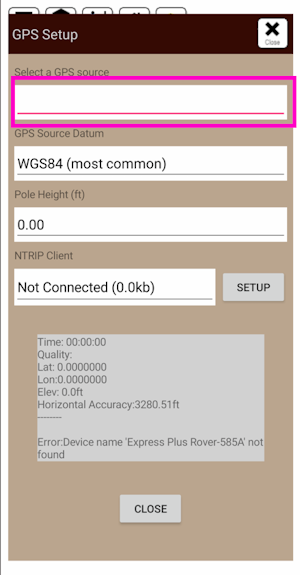 GPS Setup
Close
Select a GPS source
GPS Source Datum
WGS84 (most common)
Pole Height (ft)
0.00
NTRIP Client
Not Connected (0.0kb)
SETUP
Time: 00:00:00
Quality:
Lat: 0.0000000
Lon:0.0000000
Elev: 0.0ft
Horizontal Accuracy:3280.51ft
--------
Error:Device name 'Express Plus Rover-585A' not
found
CLOSE